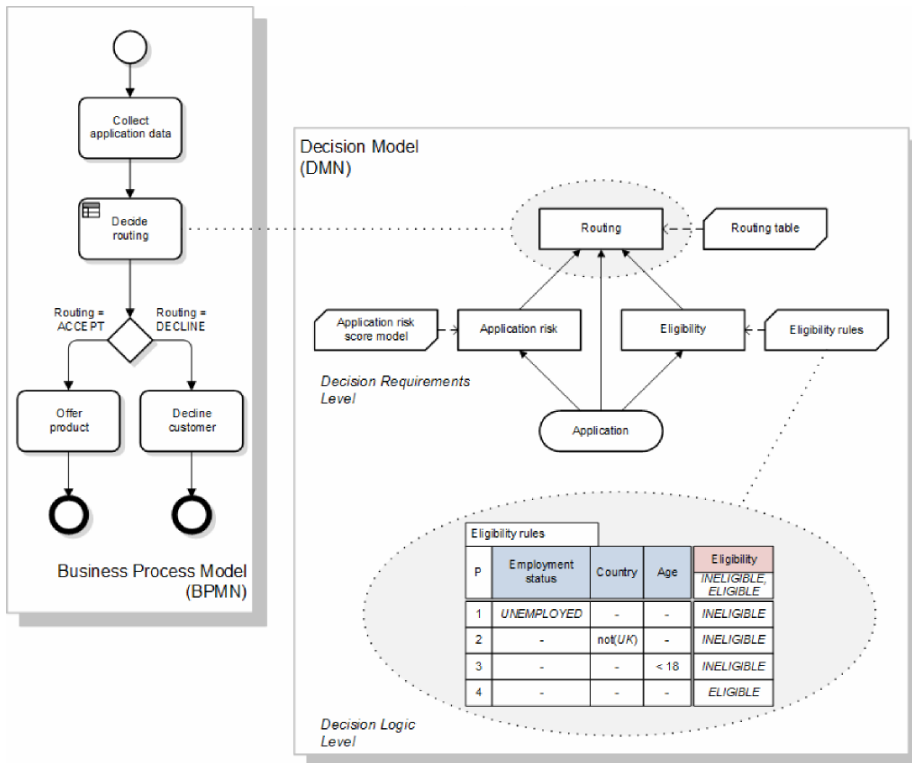 Collect
application data
Decide
routing
Routing =
ACCEPT
Routing =
DECLINE
Offer
product
Decline
customer
Business Process Model
(BPMN)
Decision Model
(DMN)
Routing
Routing table
Application risk
score model
Application risk
Eligibility
Eligibility rules
Decision Requirements
Level
Application
Eligibility rules
P Employment status Country Age Eligibility
INELIGIBLE, ELIGIBLE
1 UNEMPLOYED - - INELIGIBLE
2 - not(UK) - INELIGIBLE
3 - - < 18 INELIGIBLE
4 - - - ELIGIBLE
Decision Logic
Level